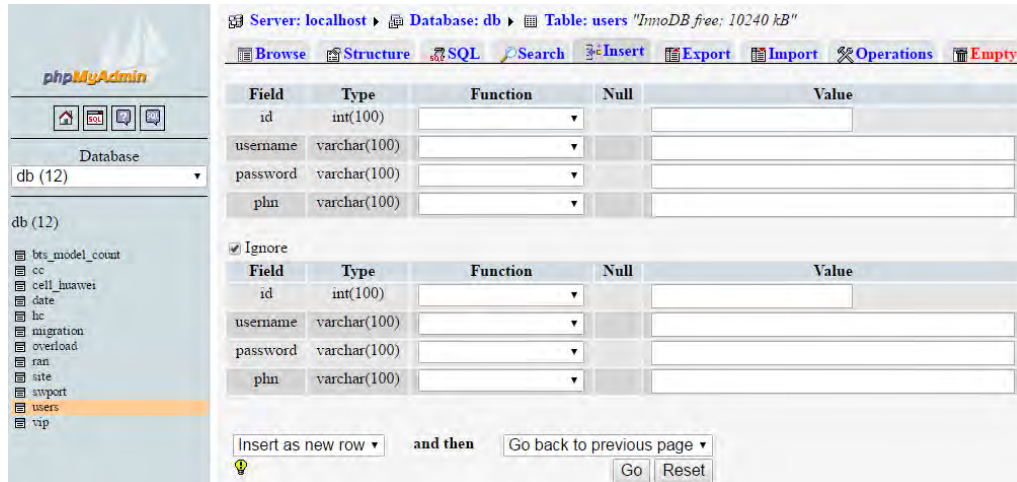 Server: localhost ▸ Database: db ▸ Table: users "InnoDB free: 10240 kB"
Browse Structure SQL Search Insert Export Import Operations Empty
phpMyAdmin
SQL
Database
db (12)
db (12)
bts_model_count
cc
cell_huawei
date
hc
migration
overload
ran
site
swport
users
vip
Field Type Function Null Value
id int(100)
username varchar(100)
password varchar(100)
phn varchar(100)
Ignore
Field Type Function Null Value
id int(100)
username varchar(100)
password varchar(100)
phn varchar(100)
Insert as new row and then Go back to previous page
Go Reset